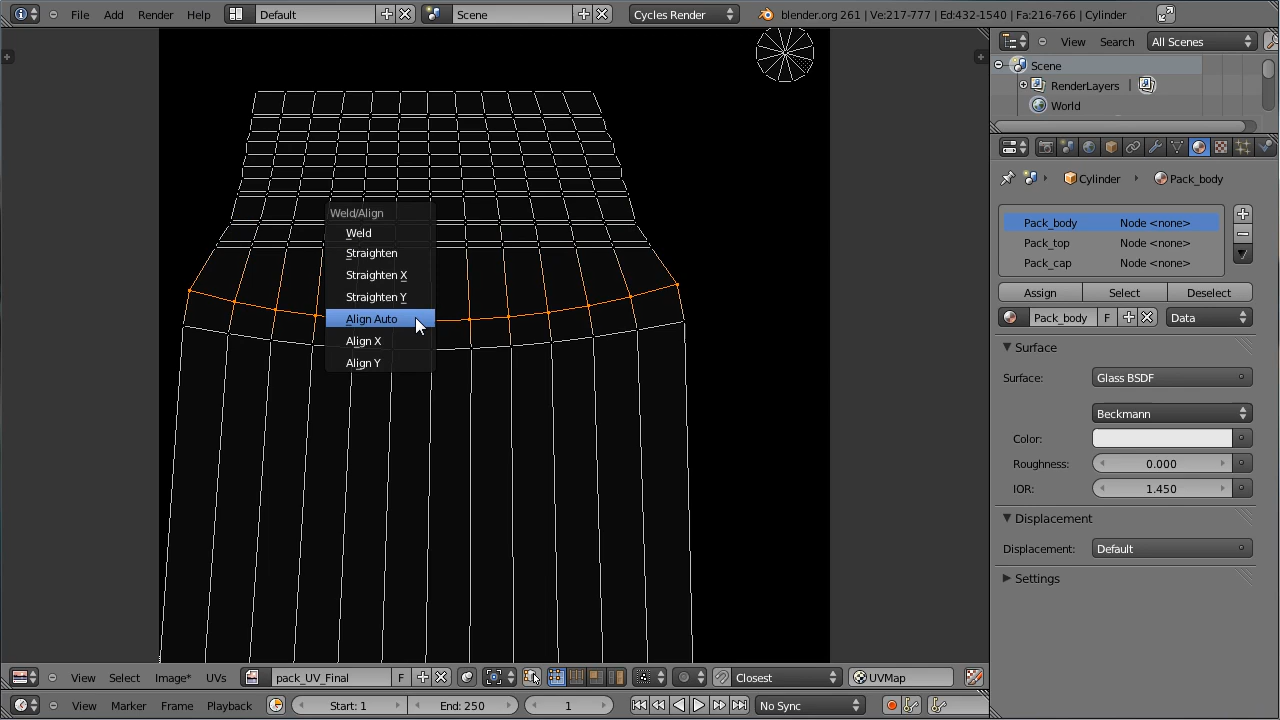 File Add Render Help Default Scene Cycles Render blender.org 261 | Ve:217-777 | Ed:432-1540 | Fa:216-766 | Cylinder
View Search All Scenes
Scene
RenderLayers |
World
Cylinder Pack_body
Pack_body Node <none>
Pack_top Node <none>
Pack_cap Node <none>
Assign Select Deselect
Pack_body F Data
Surface
Surface: Glass BSDF
Beckmann
Color:
Roughness: 0.000
IOR: 1.450
Displacement
Displacement: Default
Settings
Weld/Align
Weld
Straighten
Straighten X
Straighten Y
Align Auto
Align X
Align Y
View Select Image* UVs pack_UV_Final F Closest UVMap
View Marker Frame Playback Start: 1 End: 250 1 No Sync